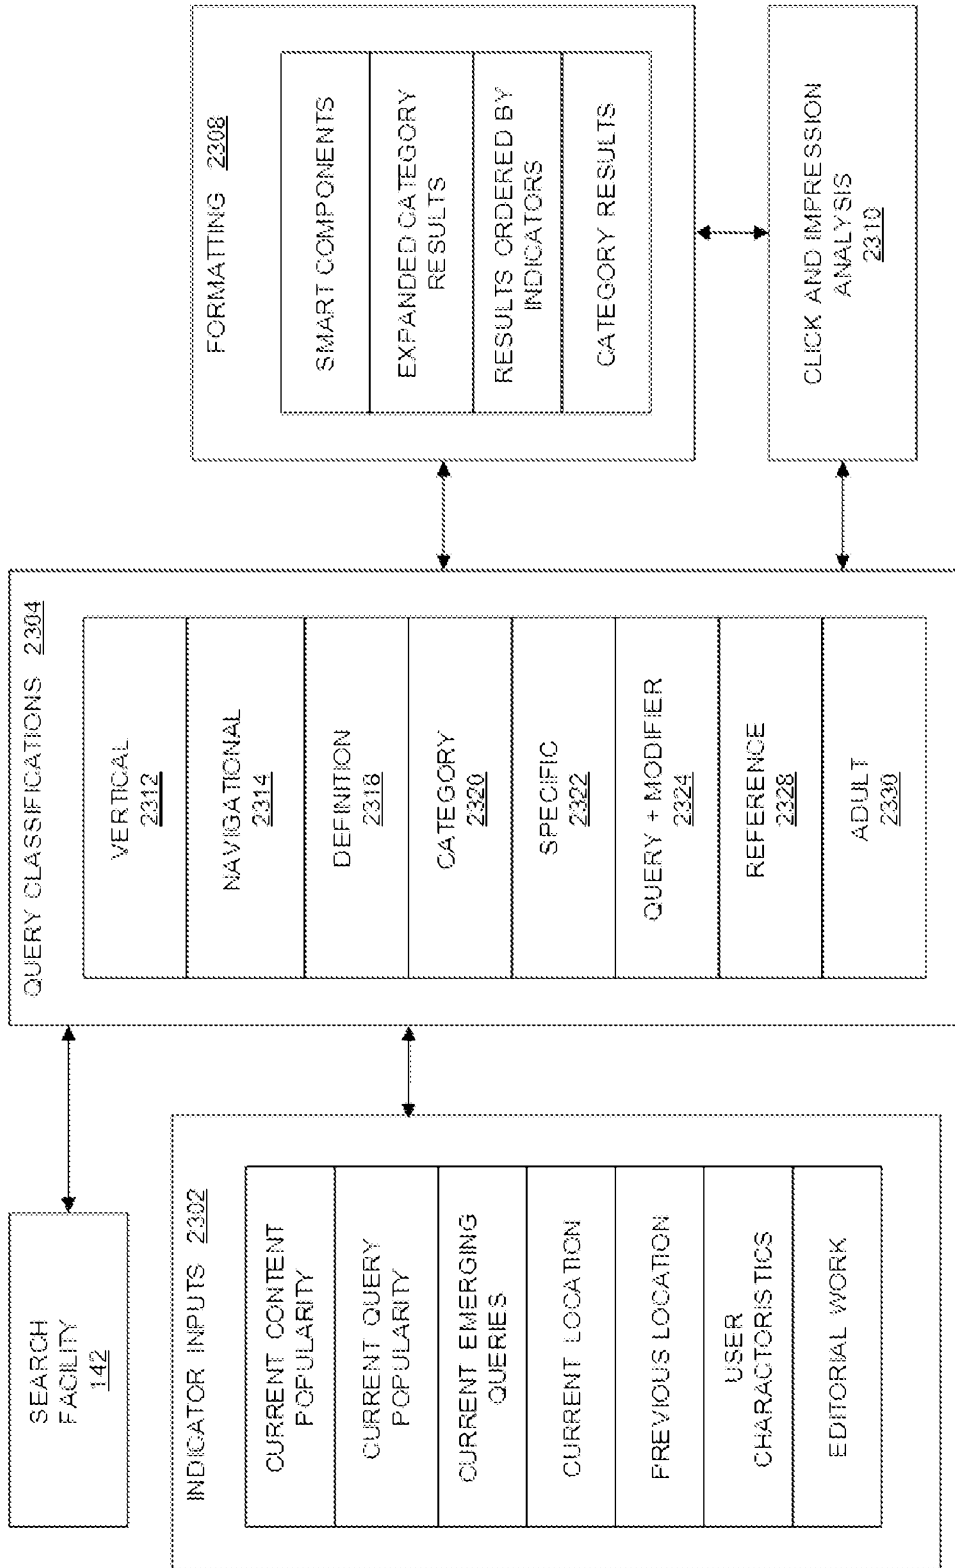 SEARCH
FACILITY
142
INDICATOR INPUTS 2302
CURRENT CONTENT
POPULARITY
CURRENT QUERY
POPULARITY
CURRENT EMERGING
QUERIES
CURRENT LOCATION
PREVIOUS LOCATION
USER
CHARACTORISTICS
EDITORIAL WORK
QUERY CLASSIFICATIONS 2304
VERTICAL
2312
NAVIGATIONAL
2314
DEFINITION
2318
CATEGORY
2320
SPECIFIC
2322
QUERY + MODIFIER
2324
REFERENCE
2328
ADULT
2330
FORMATTING 2308
SMART COMPONENTS
EXPANDED CATEGORY
RESULTS
RESULTS ORDERED BY
INDICATORS
CATEGORY RESULTS
CLICK AND IMPRESSION
ANALYSIS
2310